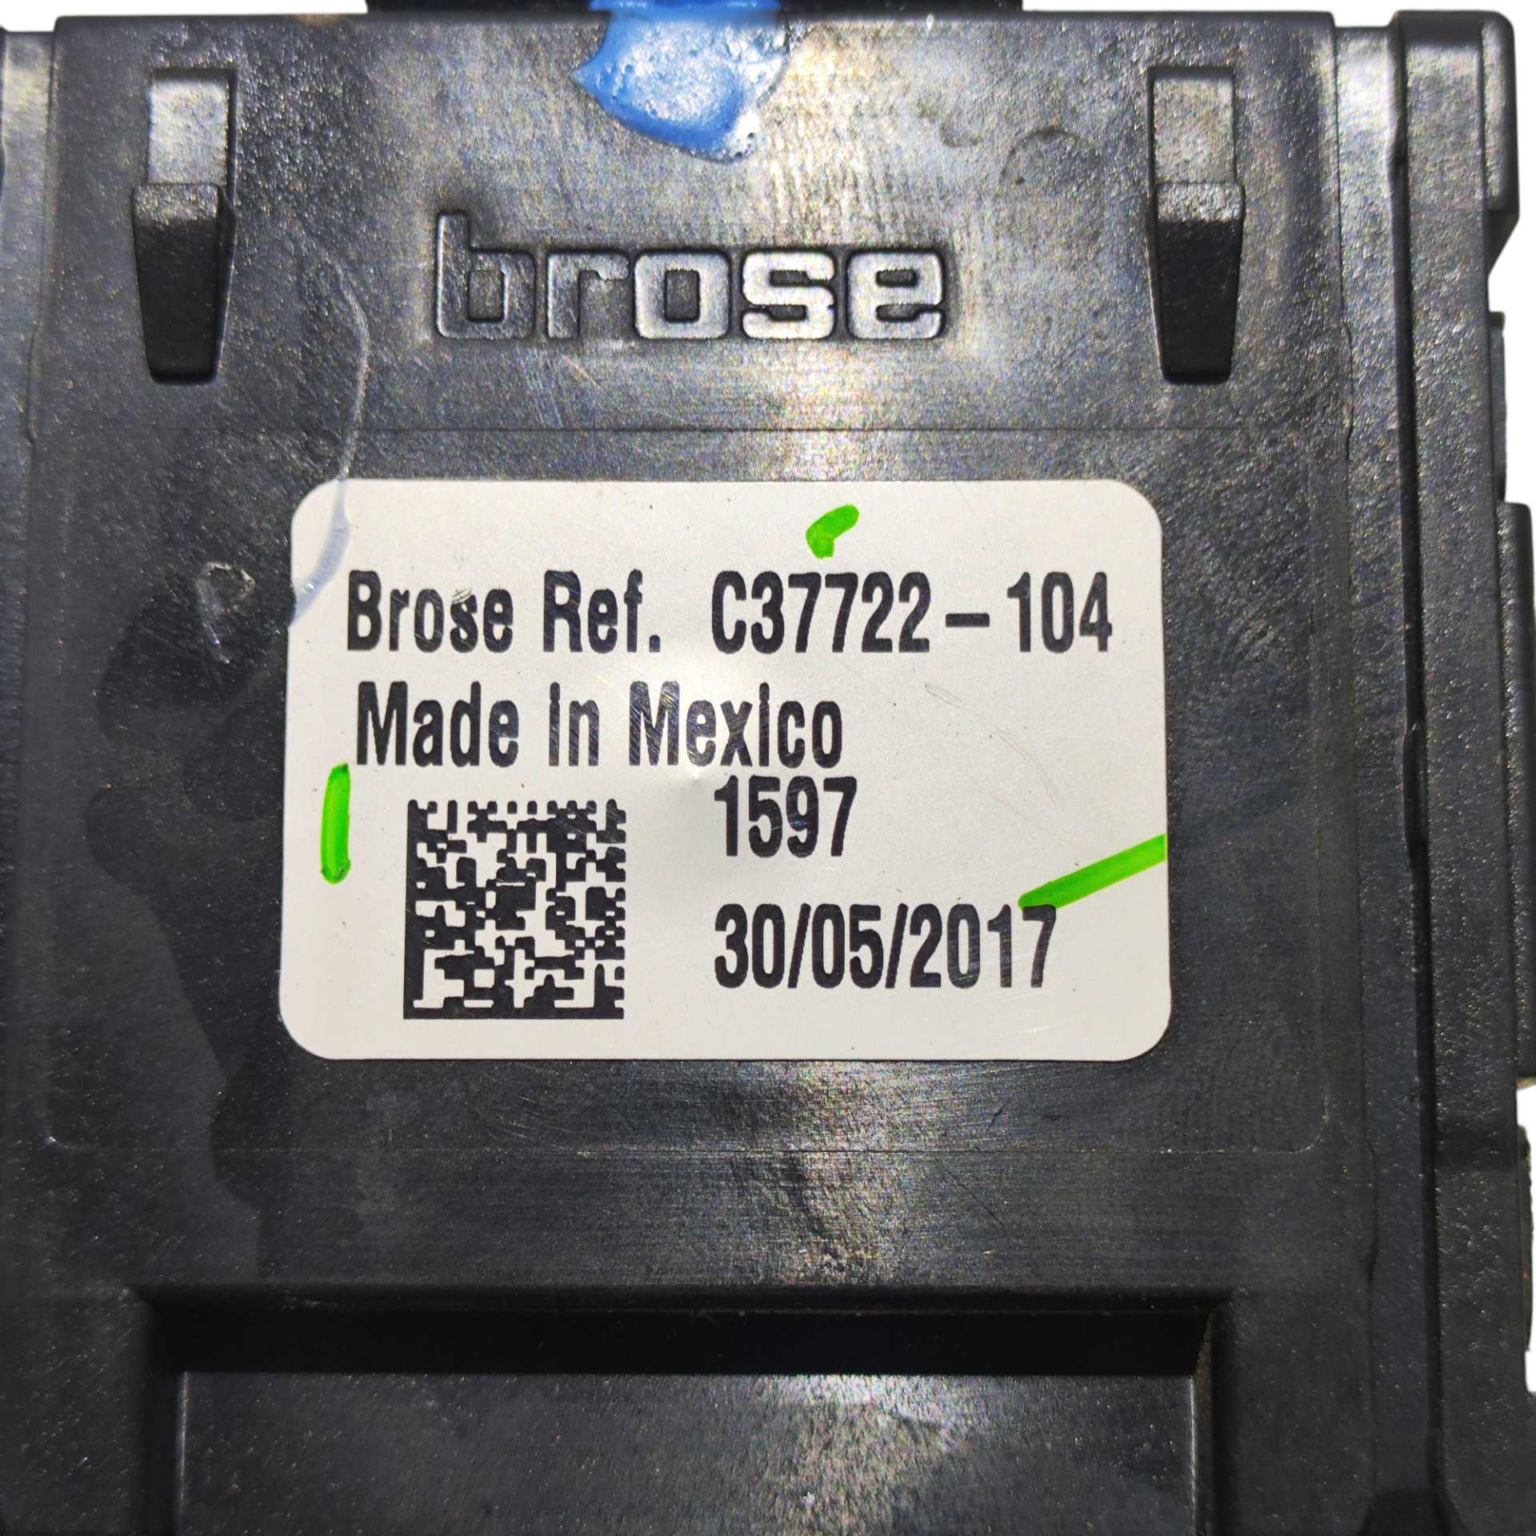 brose
Brose Ref. C37722-104
Made in Mexico
1597
30/05/2017